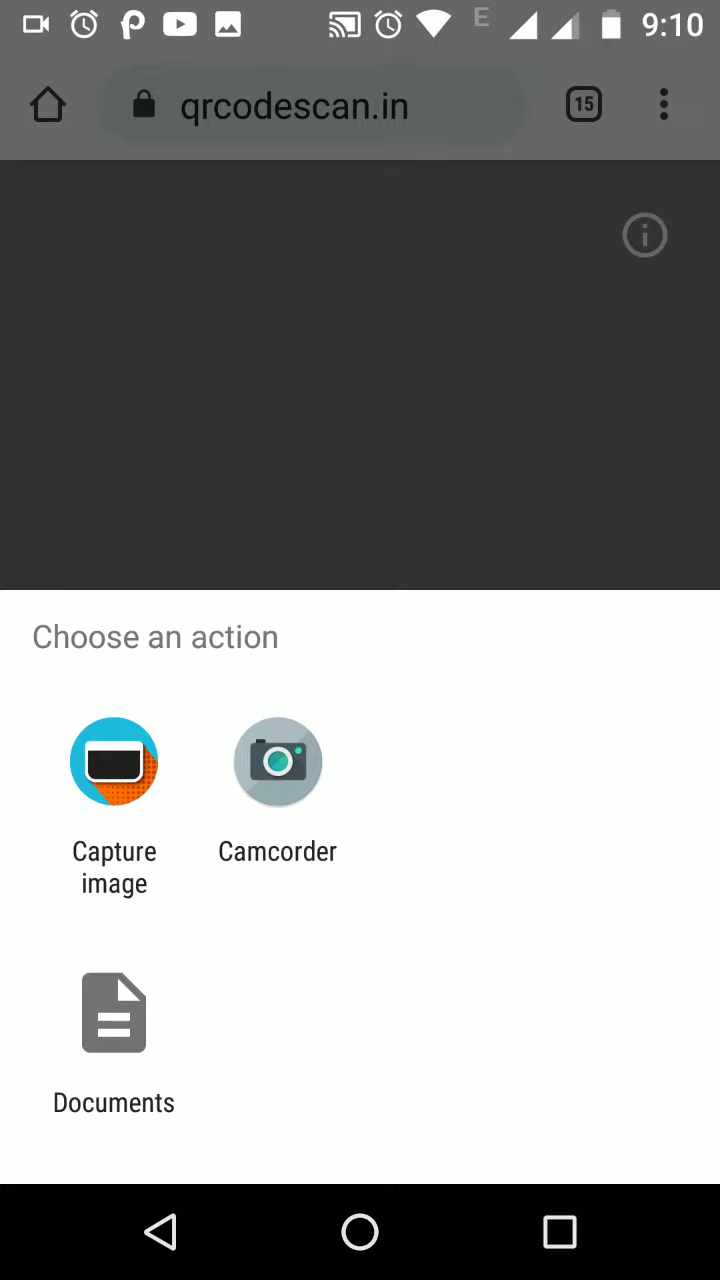 E 9:10
qrcodescan.in 15
Choose an action
Capture
image
Camcorder
Documents